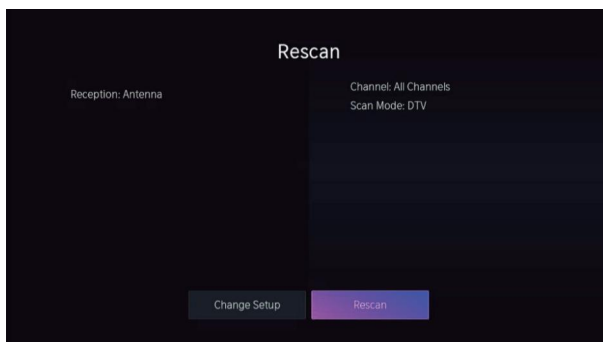 Rescan
Reception: Antenna
Channel: All Channels
Scan Mode: DTV
Change Setup
Rescan